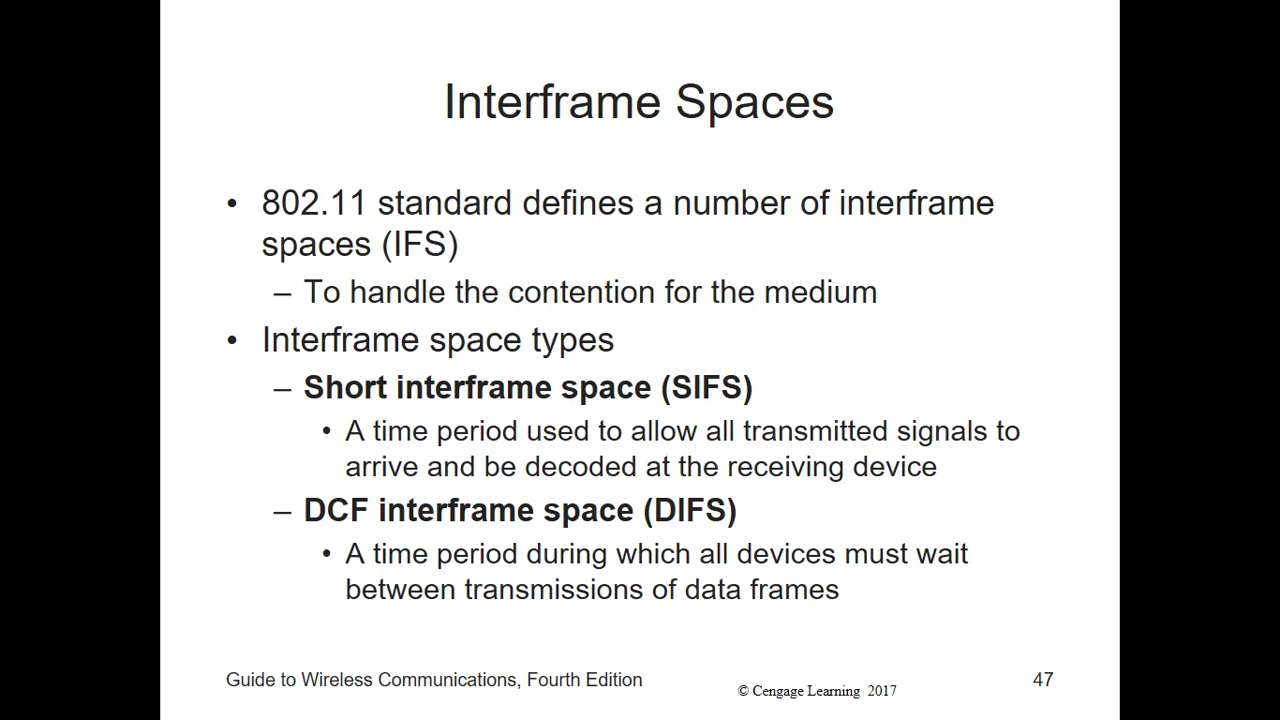 Interframe Spaces
• 802.11 standard defines a number of interframe
spaces (IFS)
– To handle the contention for the medium
• Interframe space types
– Short interframe space (SIFS)
• A time period used to allow all transmitted signals to
arrive and be decoded at the receiving device
– DCF interframe space (DIFS)
• A time period during which all devices must wait
between transmissions of data frames
Guide to Wireless Communications, Fourth Edition
© Cengage Learning 2017
47